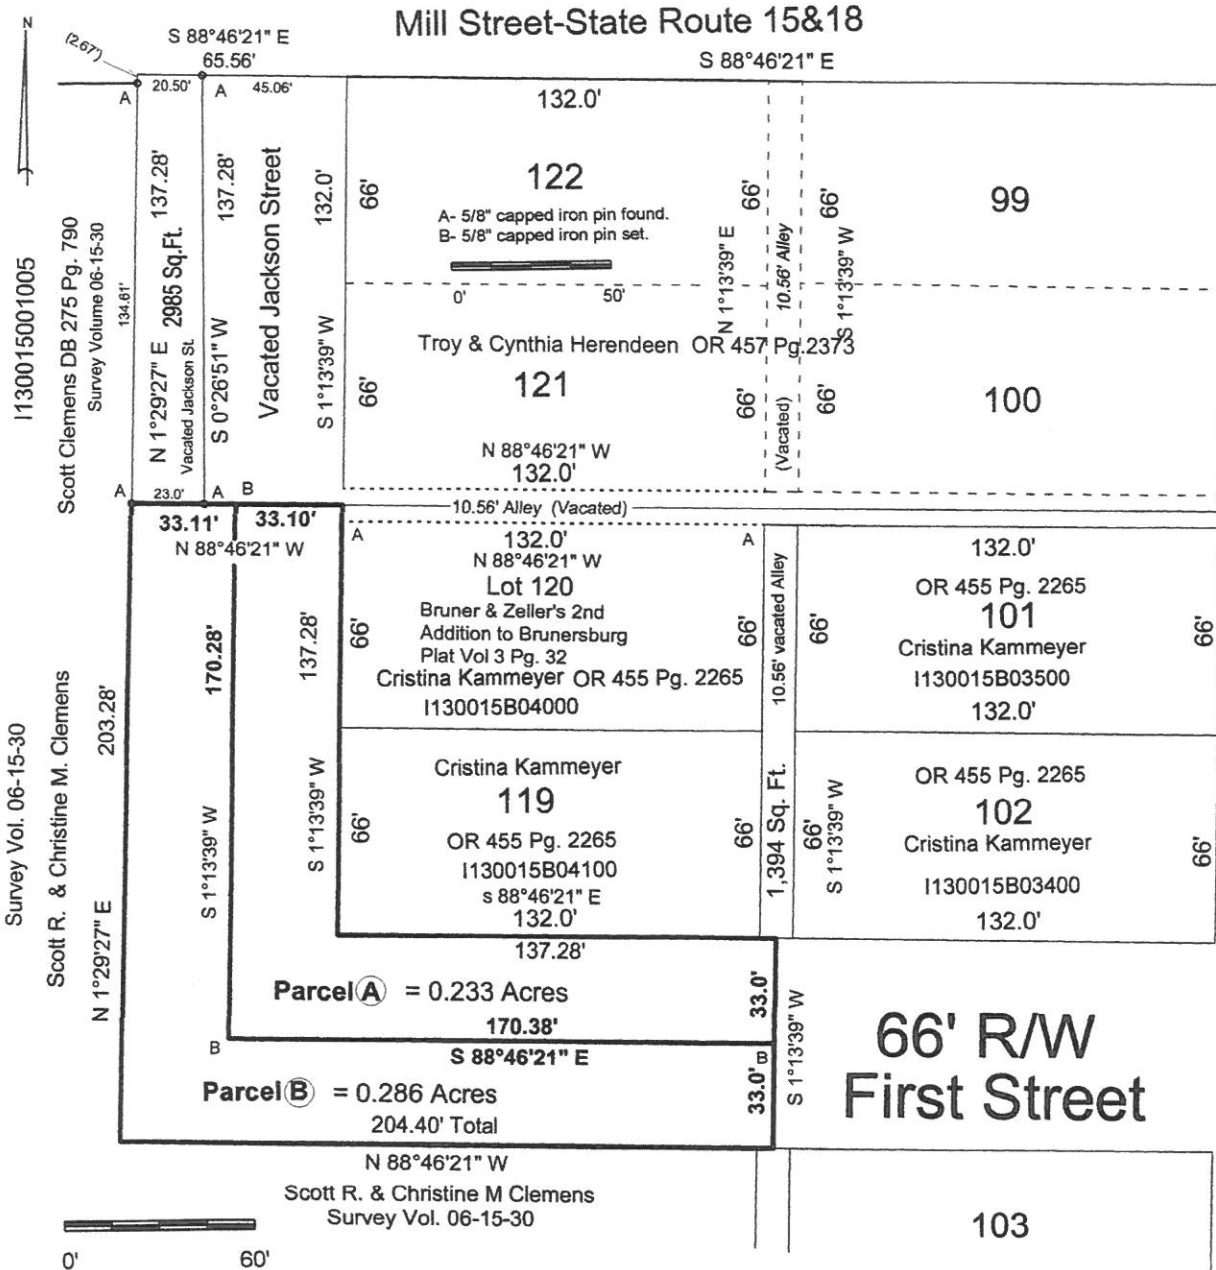 Mill Street-State Route 15&18
N
(2.67')
S 88°46'21" E
65.56'
S 88°46'21" E
A
20.50'
A
45.06'
132.0'
I130015001005
Scott Clemens DB 275 Pg. 790
Survey Volume 06-15-30
134.61'
N 1°29'27" E
137.28'
2985 Sq.Ft.
Vacated Jackson St.
S 0°26'51" W
137.28'
Vacated Jackson Street
S 1°13'39" W
132.0'
66'
122
A- 5/8" capped iron pin found.
B- 5/8" capped iron pin set.
0'
50'
66'
N 1°13'39" E
10.56' Alley
66'
S 1°13'39" W
99
Troy & Cynthia Herendeen OR 457 Pg.2373
66'
121
66'
(Vacated)
66'
100
N 88°46'21" W
132.0'
A
23.0'
A
B
10.56' Alley (Vacated)
33.11'
33.10'
N 88°46'21" W
A
132.0'
A
N 88°46'21" W
Lot 120
Bruner & Zeller's 2nd
Addition to Brunersburg
Plat Vol 3 Pg. 32
Cristina Kammeyer OR 455 Pg. 2265
I130015B04000
66'
66'
10.56' vacated Alley
66'
132.0'
OR 455 Pg. 2265
101
Cristina Kammeyer
I130015B03500
132.0'
66'
170.28'
137.28'
Survey Vol. 06-15-30
Scott R. & Christine M. Clemens
N 1°29'27" E
203.28'
S 1°13'39" W
S 1°13'39" W
66'
Cristina Kammeyer
119
OR 455 Pg. 2265
I130015B04100
s 88°46'21" E
132.0'
66'
1,394 Sq. Ft.
66'
S 1°13'39" W
OR 455 Pg. 2265
102
Cristina Kammeyer
I130015B03400
132.0'
66'
137.28'
Parcel A = 0.233 Acres
33.0'
170.38'
S 88°46'21" E
B
B
Parcel B = 0.286 Acres
33.0'
S 1°13'39" W
204.40' Total
66' R/W
First Street
N 88°46'21" W
Scott R. & Christine M Clemens
Survey Vol. 06-15-30
103
0'
60'